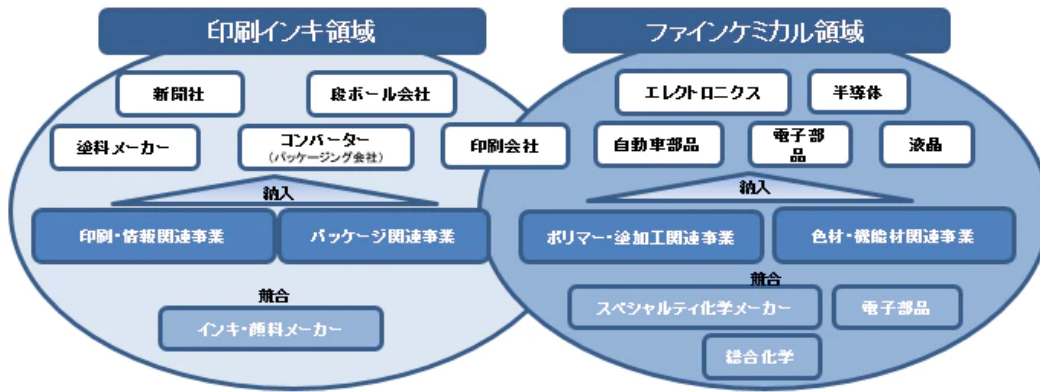 印刷インキ領域
ファインケミカル領域
新聞社
段ボール会社
エレクトロニクス
半導体
塗料メーカー
コンバーター
(パッケージング会社)
印刷会社
自動車部品
電子部
品
液晶
納入
納入
印刷・情報関連事業
パッケージ関連事業
ポリマー・塗加工関連事業
色材・機能材関連事業
競合
競合
インキ・顔料メーカー
スペシャルティ化学メーカー
電子部品
総合化学